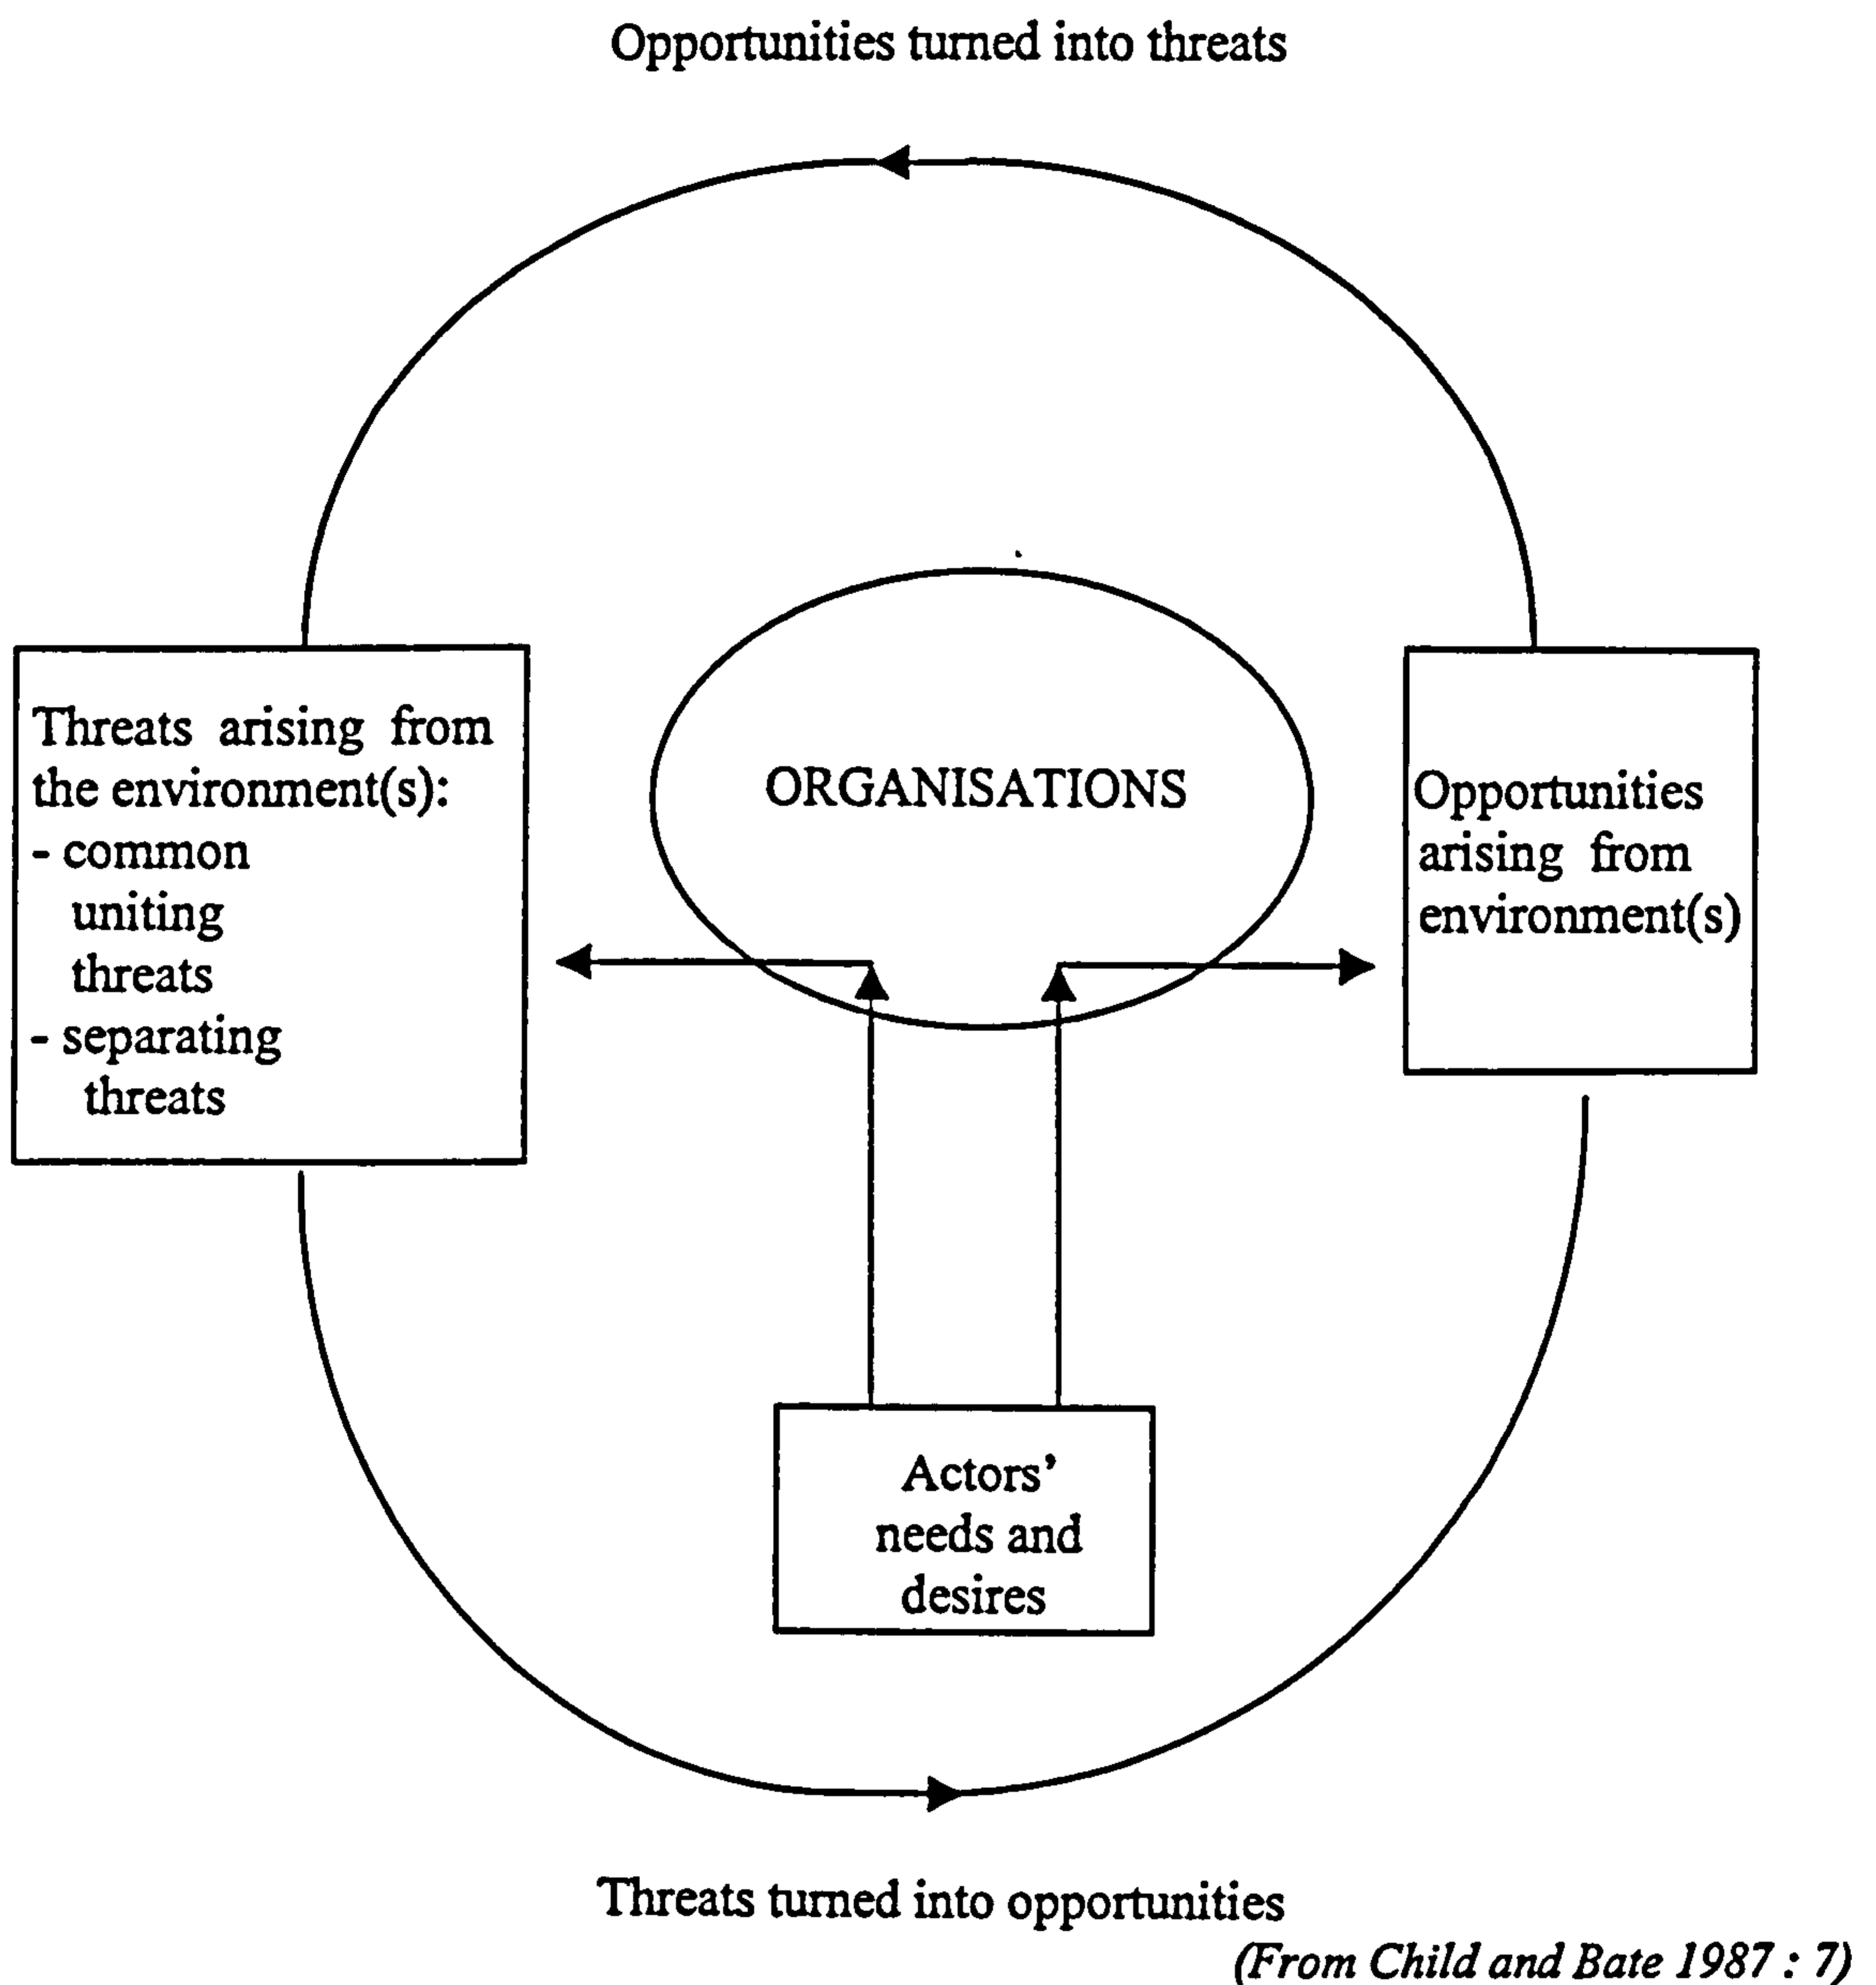 Opportunities turned into threats
Threats arising from
the environment(s):
- common
uniting
threats
- separating
threats
ORGANISATIONS
Opportunities
arising from
environment(s)
Actors’
needs and
desires
Threats turned into opportunities
(From Child and Bate 1987 : 7)